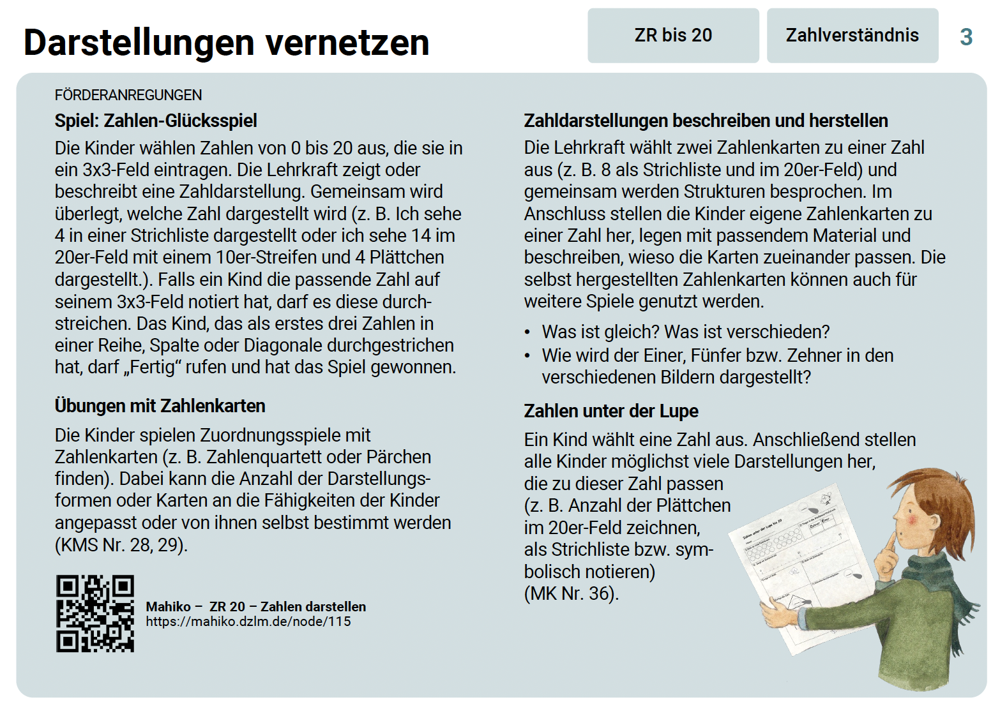 Darstellungen vernetzen
ZR bis 20
Zahlverständnis
3
FÖRDERANREGUNGEN
Spiel: Zahlen-Glücksspiel
Die Kinder wählen Zahlen von 0 bis 20 aus, die sie in
ein 3x3-Feld eintragen. Die Lehrkraft zeigt oder
beschreibt eine Zahldarstellung. Gemeinsam wird
überlegt, welche Zahl dargestellt wird (z. B. Ich sehe
4 in einer Strichliste dargestellt oder ich sehe 14 im
20er-Feld mit einem 10er-Streifen und 4 Plättchen
dargestellt.). Falls ein Kind die passende Zahl auf
seinem 3x3-Feld notiert hat, darf es diese durch-
streichen. Das Kind, das als erstes drei Zahlen in
einer Reihe, Spalte oder Diagonale durchgestrichen
hat, darf „Fertig“ rufen und hat das Spiel gewonnen.
Übungen mit Zahlenkarten
Die Kinder spielen Zuordnungsspiele mit
Zahlenkarten (z. B. Zahlenquartett oder Pärchen
finden). Dabei kann die Anzahl der Darstellungs-
formen oder Karten an die Fähigkeiten der Kinder
angepasst oder von ihnen selbst bestimmt werden
(KMS Nr. 28, 29).
Mahiko – ZR 20 – Zahlen darstellen
https://mahiko.dzlm.de/node/115
Zahldarstellungen beschreiben und herstellen
Die Lehrkraft wählt zwei Zahlenkarten zu einer Zahl
aus (z. B. 8 als Strichliste und im 20er-Feld) und
gemeinsam werden Strukturen besprochen. Im
Anschluss stellen die Kinder eigene Zahlenkarten zu
einer Zahl her, legen mit passendem Material und
beschreiben, wieso die Karten zueinander passen. Die
selbst hergestellten Zahlenkarten können auch für
weitere Spiele genutzt werden.
• Was ist gleich? Was ist verschieden?
• Wie wird der Einer, Fünfer bzw. Zehner in den
verschiedenen Bildern dargestellt?
Zahlen unter der Lupe
Ein Kind wählt eine Zahl aus. Anschließend stellen
alle Kinder möglichst viele Darstellungen her,
die zu dieser Zahl passen
(z. B. Anzahl der Plättchen
im 20er-Feld zeichnen,
als Strichliste bzw. sym-
bolisch notieren)
(MK Nr. 36).
Zahlen unter der Lupe bis 20
Zehner Einer